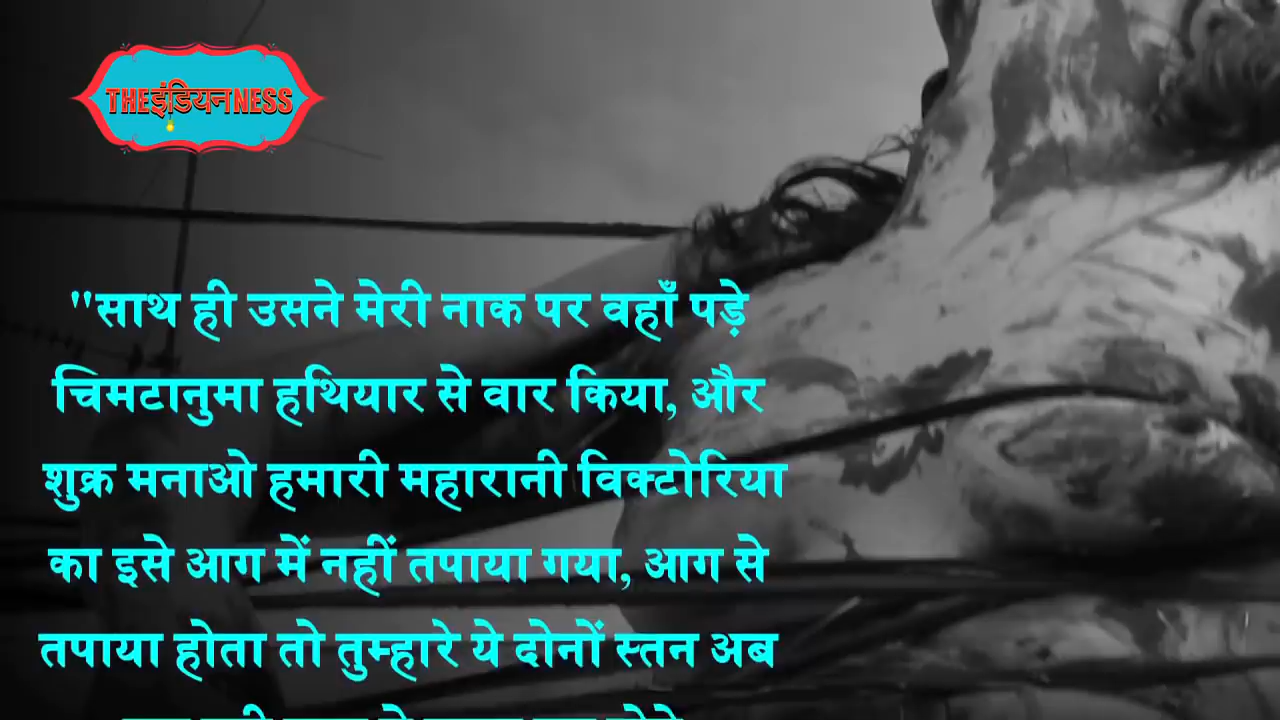 THEइंडियनNESS
"साथ ही उसने मेरी नाक पर वहाँ पड़े
चिमटानुमा हथियार से वार किया, और
शुक्र मनाओ हमारी महारानी विक्टोरिया
का इसे आग में नहीं तपाया गया, आग से
तपाया होता तो तुम्हारे ये दोनों स्तन अब